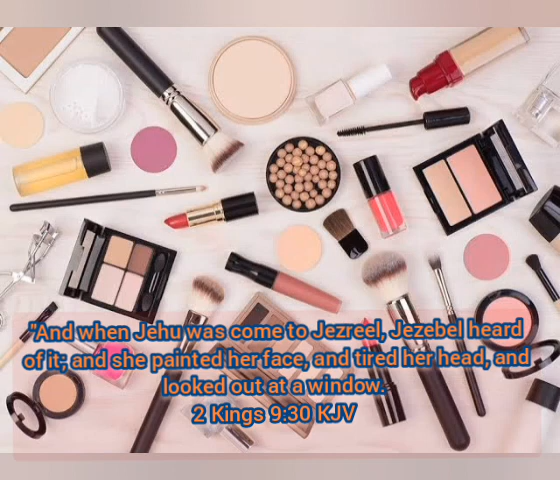 "And when Jehu was come to Jezreel, Jezebel heard
of it; and she painted her face, and tired her head, and
looked out at a window.
2 Kings 9:30 KJV